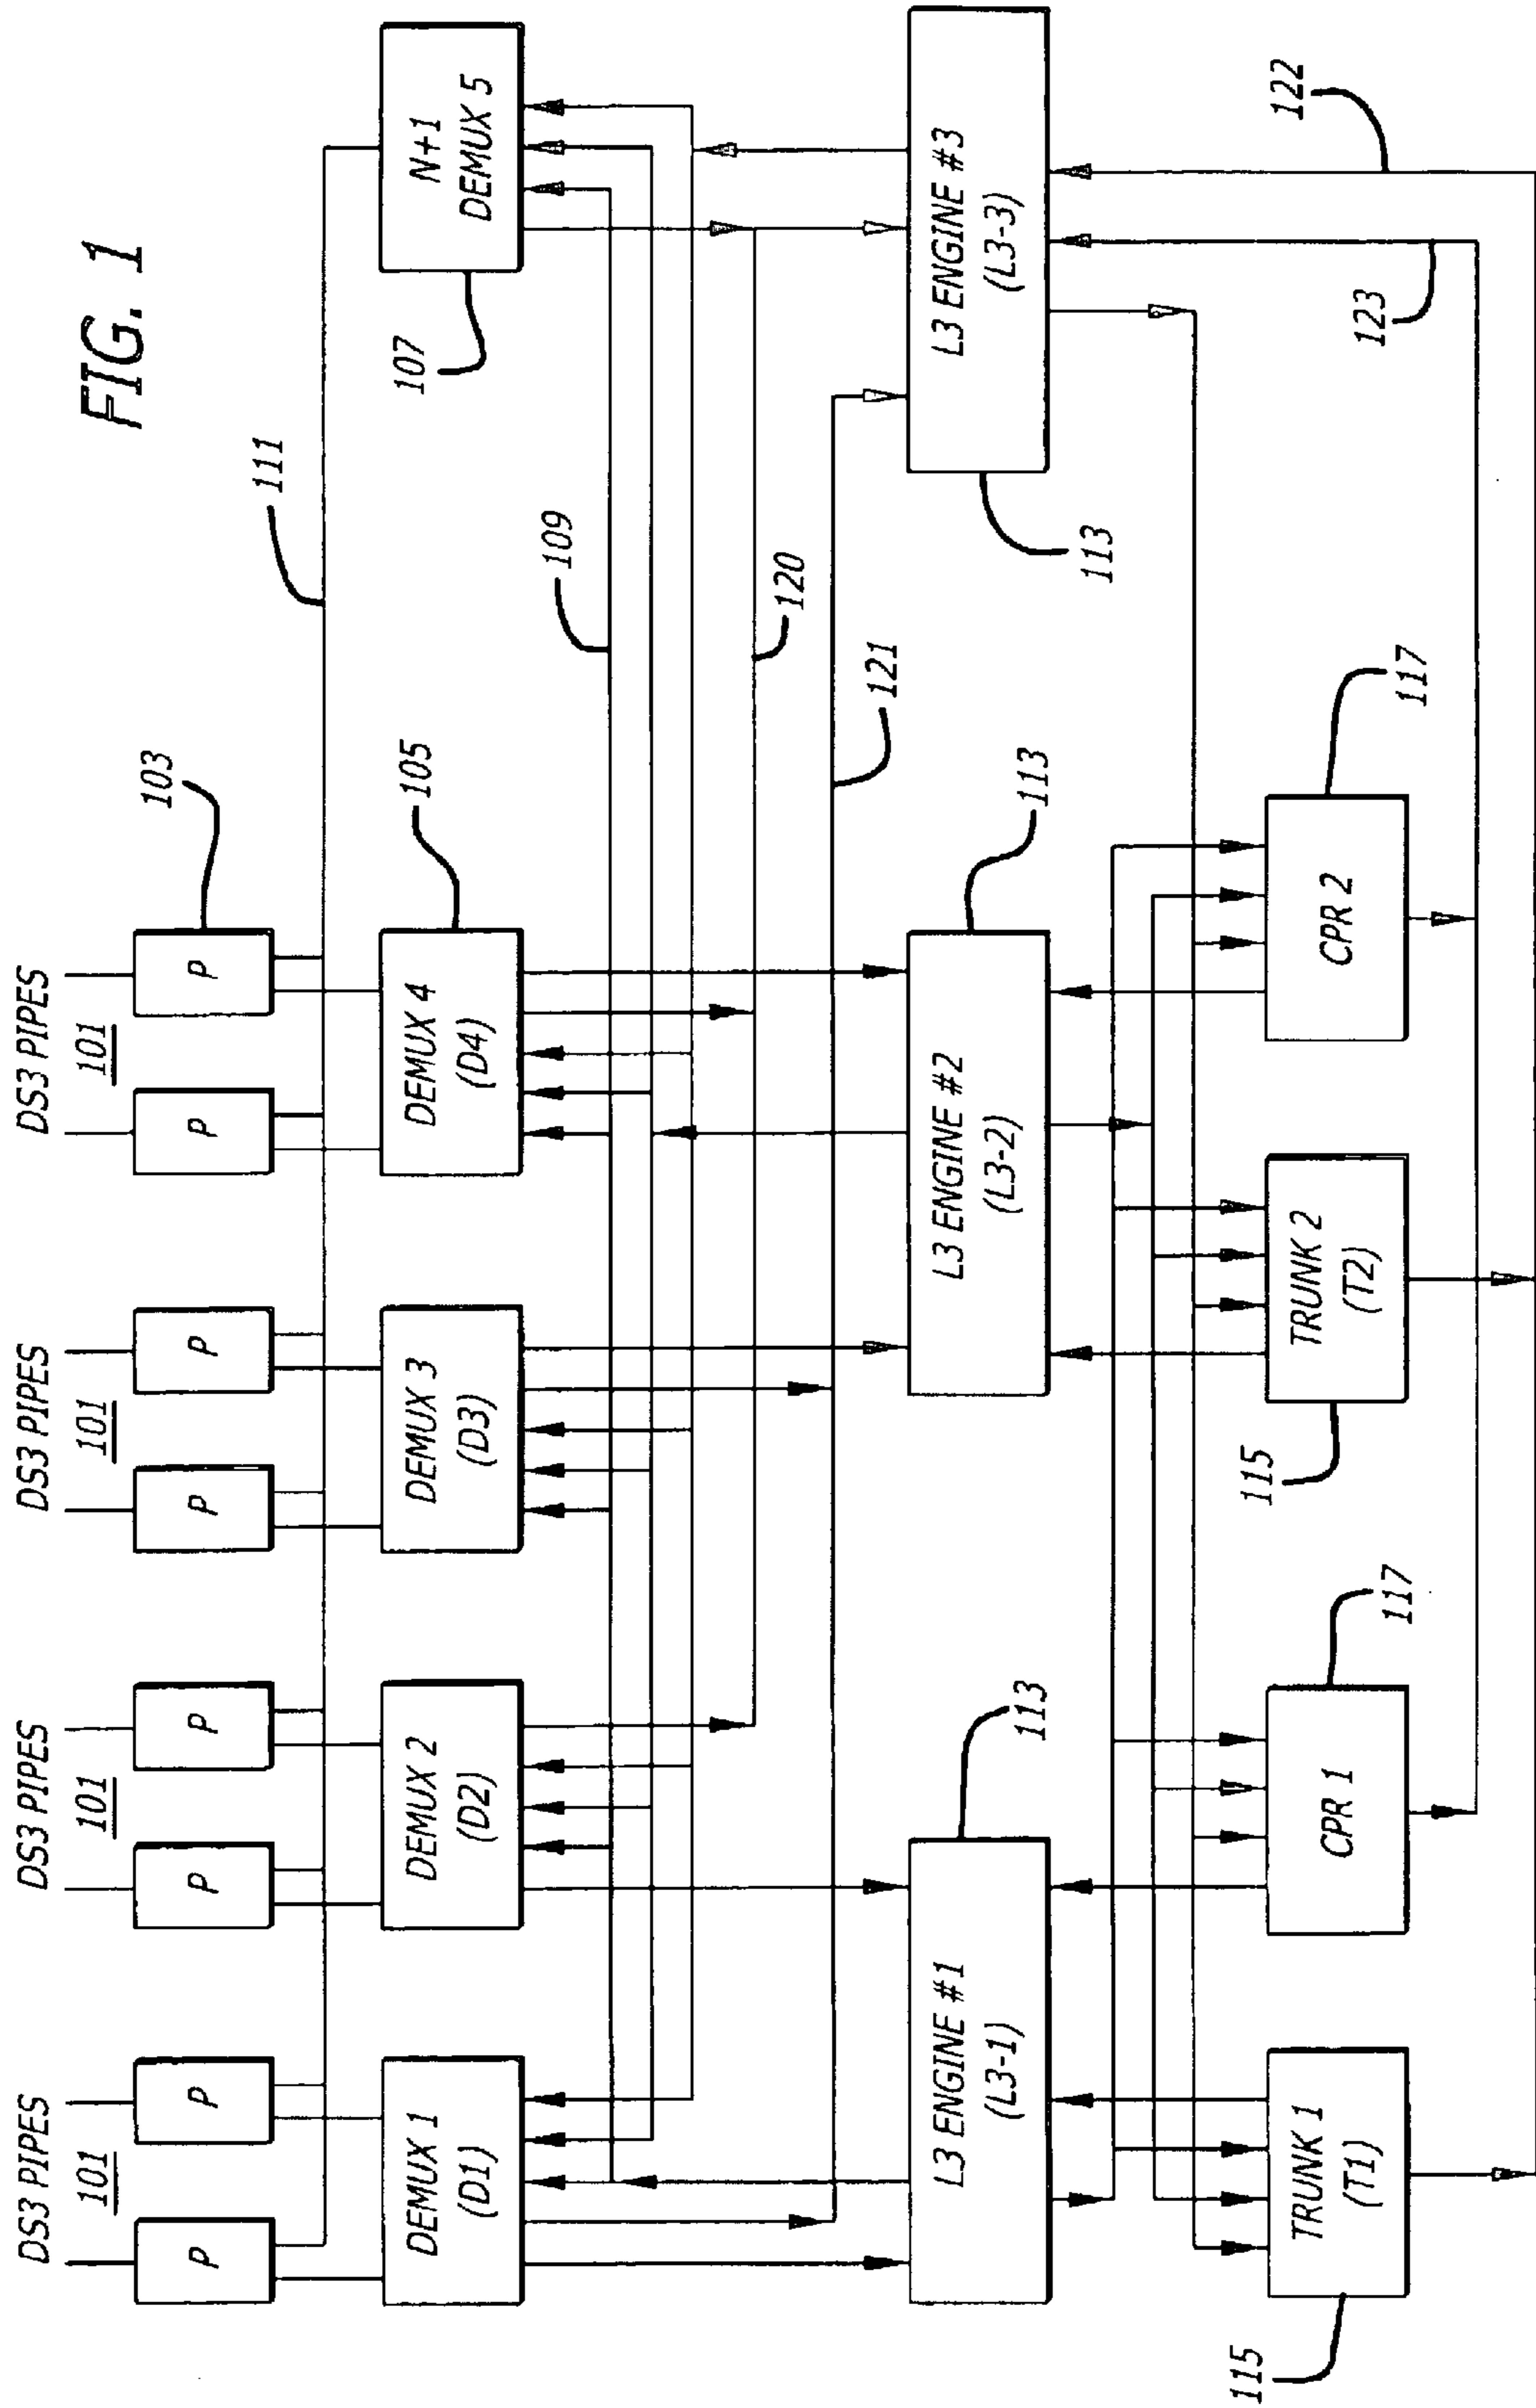 FIG. 1
DS3 PIPES
101
DS3 PIPES
101
DS3 PIPES
101
DS3 PIPES
101
P
P
P
P
P
P
P
P
103
111
DEMUX 1
(D1)
DEMUX 2
(D2)
DEMUX 3
(D3)
DEMUX 4
(D4)
105
N+1
DEMUX 5
107
109
120
121
L3 ENGINE #1
(L3-1)
113
L3 ENGINE #2
(L3-2)
113
L3 ENGINE #3
(L3-3)
113
TRUNK 1
(T1)
115
CPR 1
117
TRUNK 2
(T2)
115
CPR 2
117
123
122